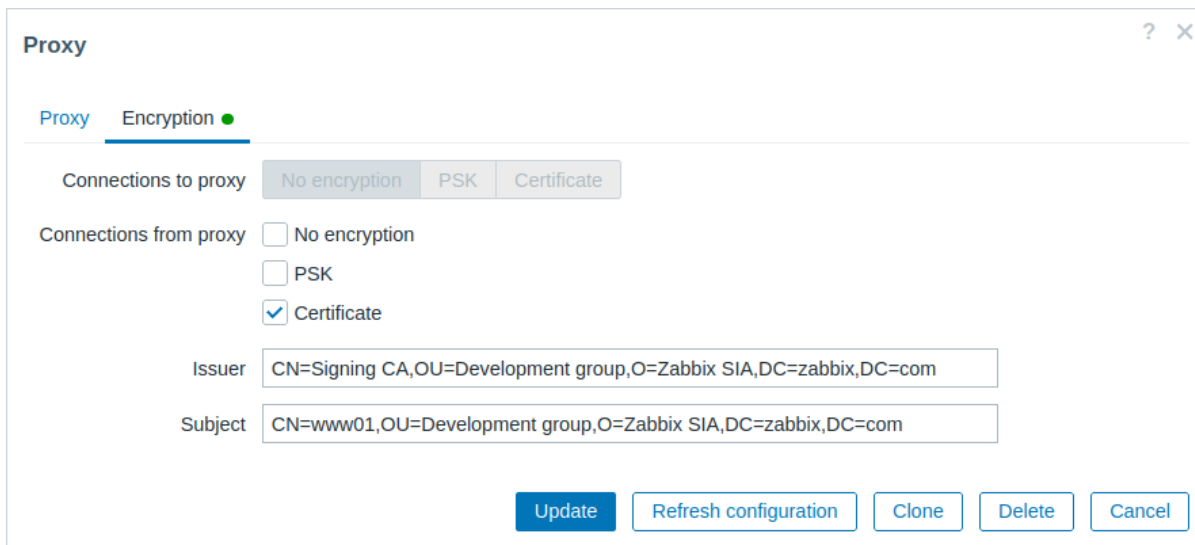 Proxy
? ×
Proxy Encryption
Connections to proxy No encryption PSK Certificate
Connections from proxy No encryption
PSK
Certificate
Issuer CN=Signing CA,OU=Development group,O=Zabbix SIA,DC=zabbix,DC=com
Subject CN=www01,OU=Development group,O=Zabbix SIA,DC=zabbix,DC=com
Update Refresh configuration Clone Delete Cancel